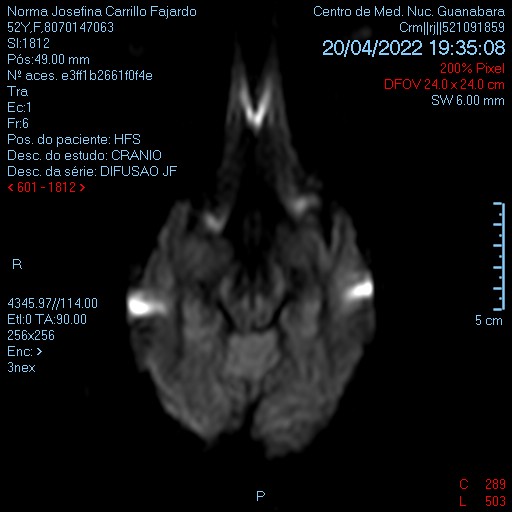 Norma Josefina Carrillo Fajardo
52Y,F,8070147063
Sl:1812
Pós:49.00 mm
Nº aces. e3ff1b2661f0f4e
Tra
Ec:1
Fr:6
Pos. do paciente: HFS
Desc. do estudo: CRANIO
Desc. da série: DIFUSAO JF
< 601 - 1812 >
Centro de Med. Nuc. Guanabara
Crm||rj||521091859
20/04/2022 19:35:08
200% Pixel
DFOV 24.0 x 24.0 cm
SW 6.00 mm
R
4345.97//114.00
Etl:0 TA:90.00
256x256
Enc: >
3nex
5 cm
P
C 289
L 503